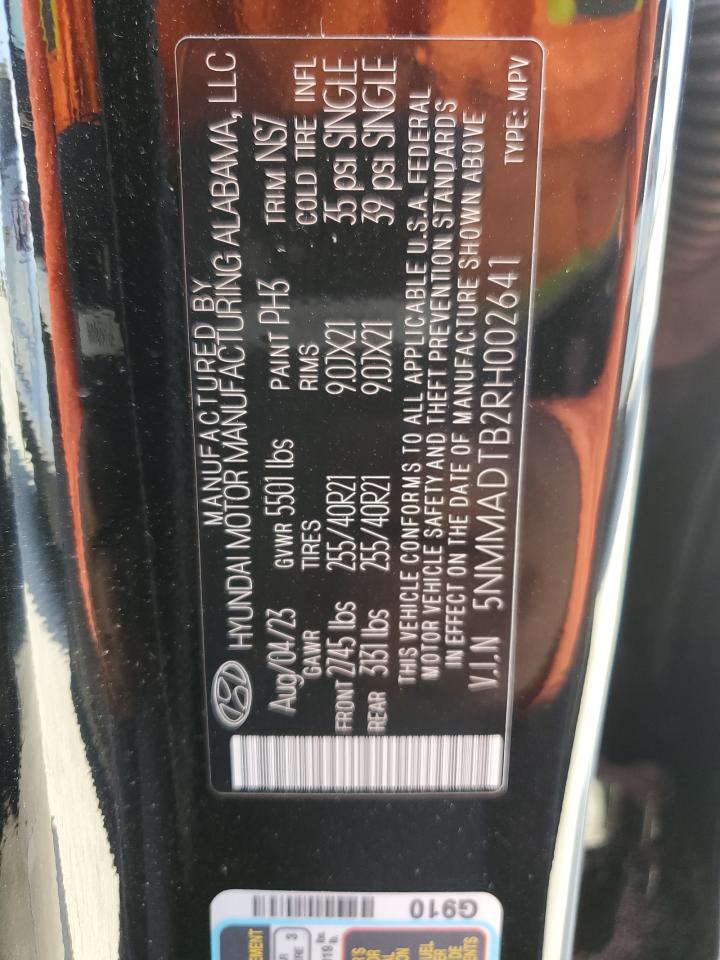 MANUFACTURED BY
HYUNDAI MOTOR MANUFACTURING ALABAMA, LLC
Aug/04/23 GVWR 5501 lbs PAINT PH3 TRIM NS7
GAWR TIRES RIMS COLD TIRE INFL
FRONT 2745 lbs 255/40R21 9.0JX21 35 psi SINGLE
REAR 3131 lbs 255/40R21 9.0JX21 39 psi SINGLE
THIS VEHICLE CONFORMS TO ALL APPLICABLE U.S.A. FEDERAL
MOTOR VEHICLE SAFETY AND THEFT PREVENTION STANDARDS
IN EFFECT ON THE DATE OF MANUFACTURE SHOWN ABOVE
V.I.N 5NMMADTB2RH002641 TYPE: MPV
G910
3